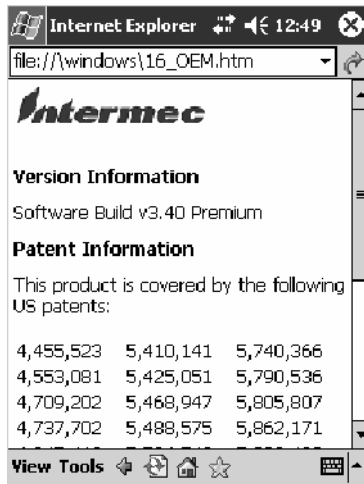 Internet Explorer 12:49
file://\windows\16_OEM.htm
Intermec
Version Information
Software Build v3.40 Premium
Patent Information
This product is covered by the following
US patents:
4,455,523 5,410,141 5,740,366
4,553,081 5,425,051 5,790,536
4,709,202 5,468,947 5,805,807
4,737,702 5,488,575 5,862,171
View Tools